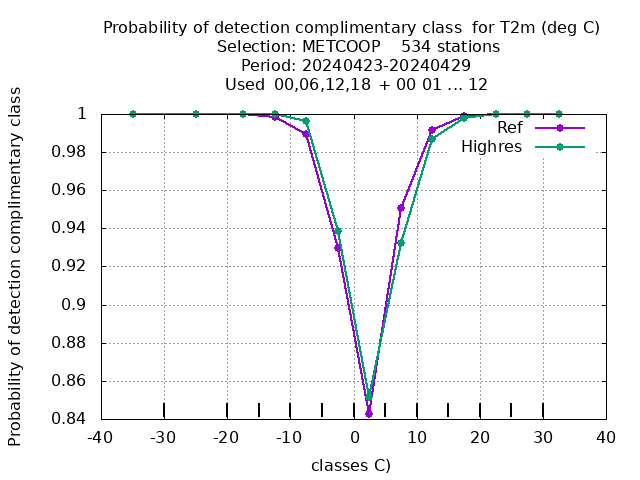 Probability of detection complimentary class  for T2m (deg C)
Selection: METCOOP    534 stations
Period: 20240423-20240429
Used  00,06,12,18  + 00 01 ... 12
Probability of detection complimentary class
1
0.98
0.96
0.94
0.92
0.9
0.88
0.86
0.84
Ref
Highres
-40 -30 -20 -10 0 10 20 30 40
classes C)